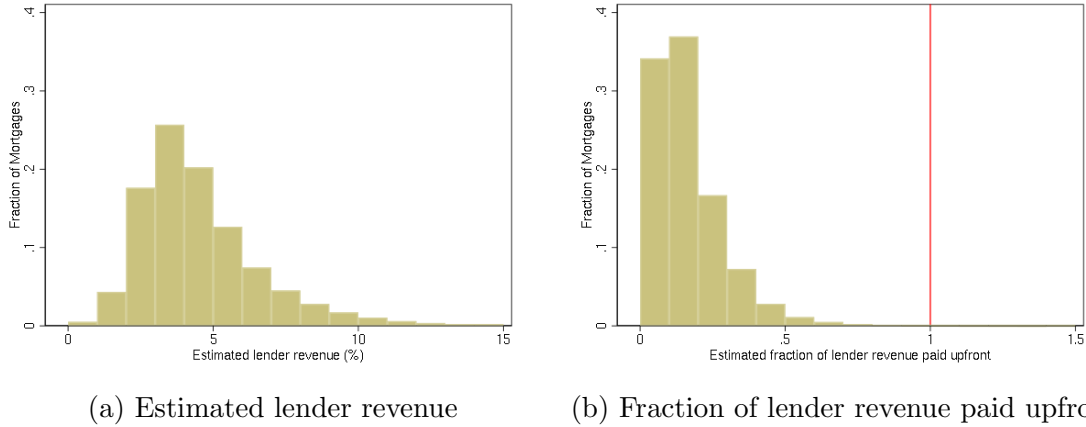 .4
.3
.2
.1
0
Fraction of Mortgages
0 5 10 15
Estimated lender revenue (%)
(a) Estimated lender revenue
.4
.3
.2
.1
0
Fraction of Mortgages
0 .5 1 1.5
Estimated fraction of lender revenue paid upfront
(b) Fraction of lender revenue paid upfro